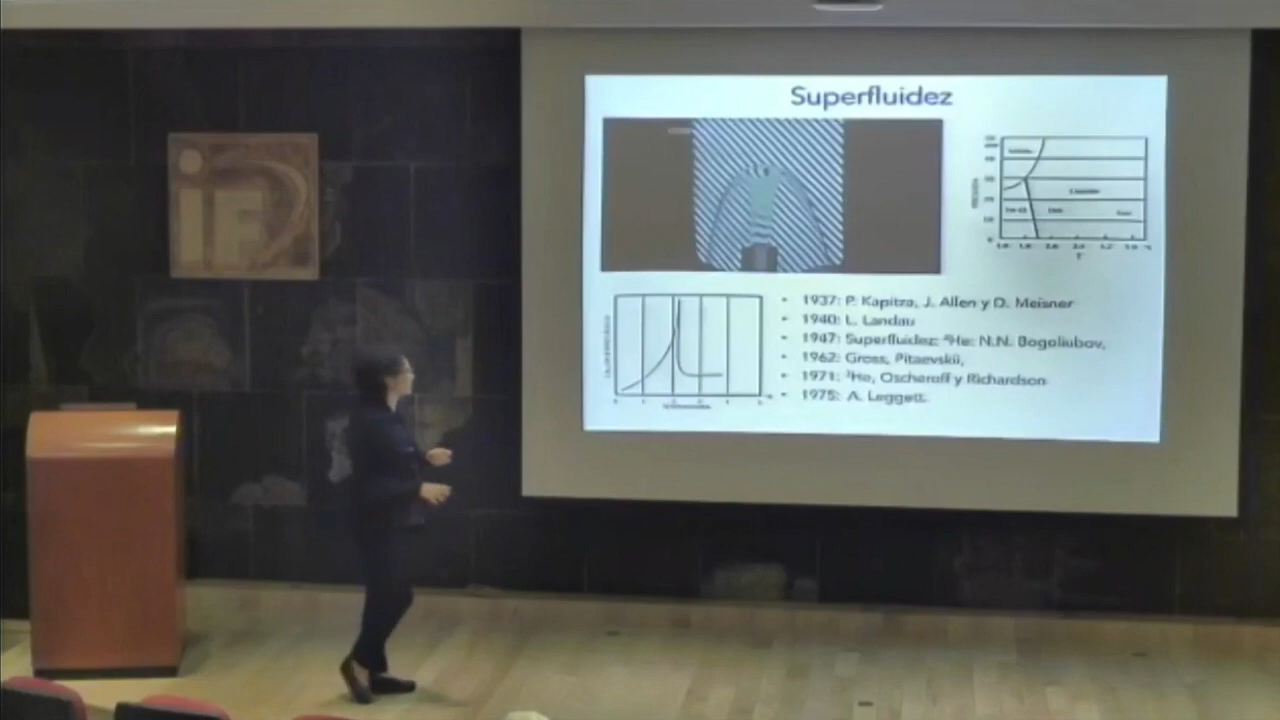 Superfluidez
iF
• 1937: P. Kapitza, J. Allen y D. Meisner
• 1940: L. Landau
• 1947: Superfluidez: ⁴He: N.N. Bogoliubov,
• 1962: Gross, Pitaevskii,
• 1971: ³He, Oscheroff y Richardson
• 1975: A. Leggett.